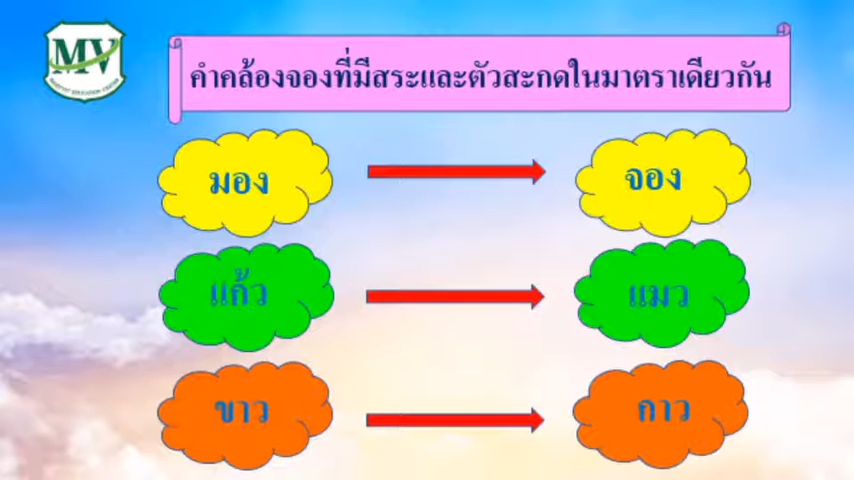 MV
คำคล้องจองที่มีสระและตัวสะกดในมาตราเดียวกัน
มอง จอง
แก้ว แมว
ขาว คาว